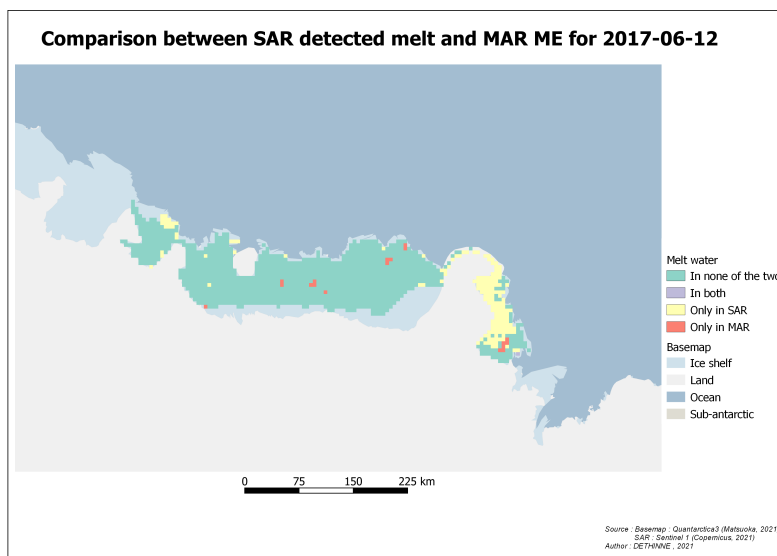 Comparison between SAR detected melt and MAR ME for 2017-06-12
Melt water
In none of the two
In both
Only in SAR
Only in MAR
Basemap
Ice shelf
Land
Ocean
Sub-antarctic
0 75 150 225 km
Source : Basemap : Quantarctica3 (Matsuoka, 2021
SAR : Sentinel 1 (Copernicus, 2021)
Author : DETHINNE , 2021